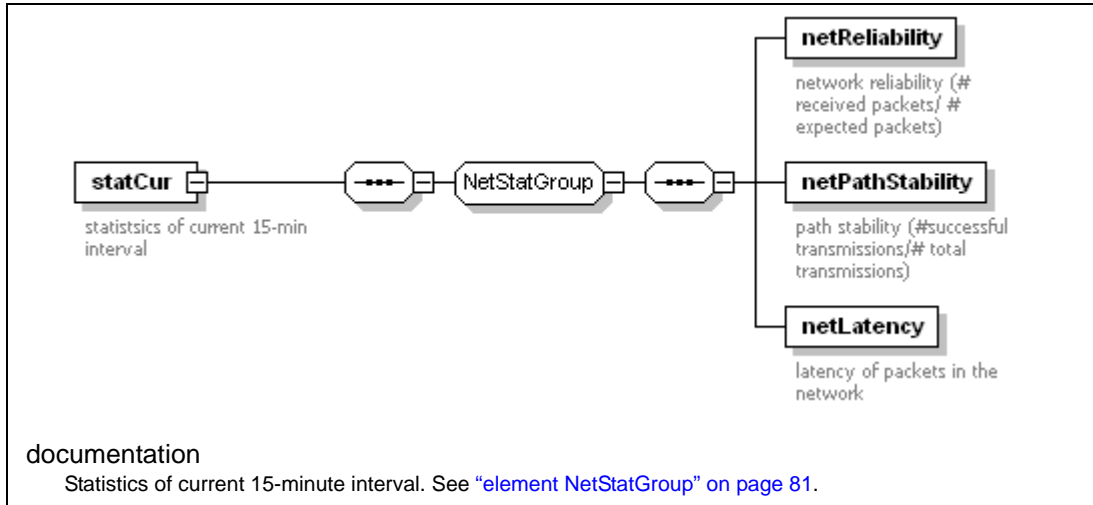 netReliability
network reliability (#
received packets/ #
expected packets)
statCur
statistsics of current 15-min
interval
NetStatGroup
netPathStability
path stability (#successful
transmissions/# total
transmissions)
netLatency
latency of packets in the
network
documentation
Statistics of current 15-minute interval. See “element NetStatGroup” on page 81.